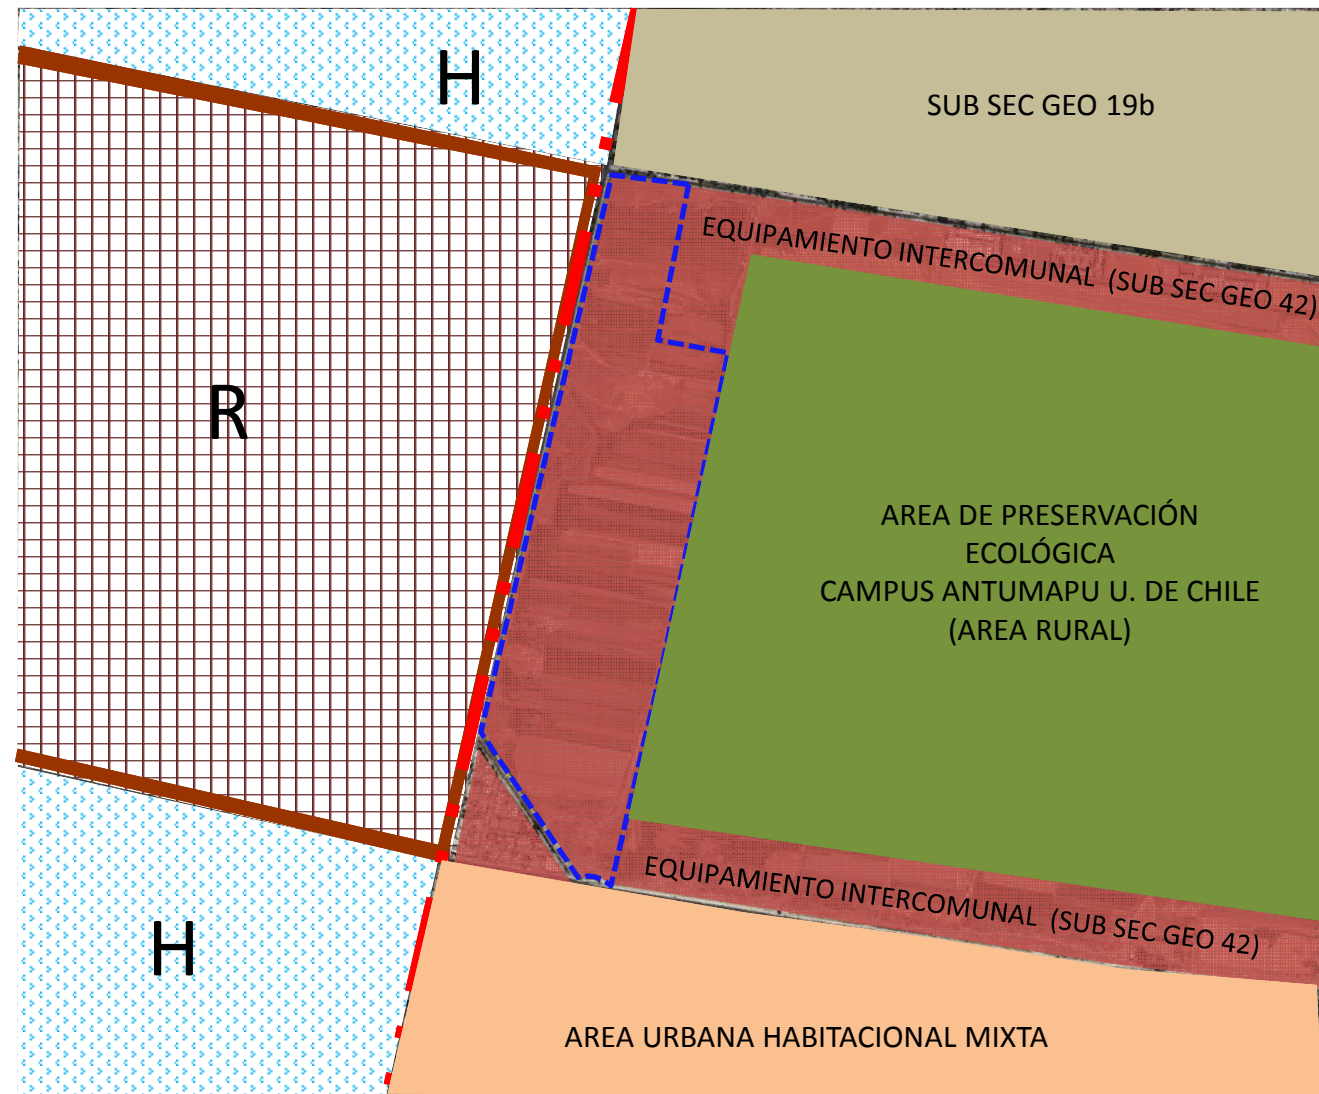 H
SUB SEC GEO 19b
EQUIPAMIENTO INTERCOMUNAL (SUB SEC GEO 42)
R
AREA DE PRESERVACIÓN
ECOLÓGICA
CAMPUS ANTUMAPU U. DE CHILE
(AREA RURAL)
EQUIPAMIENTO INTERCOMUNAL (SUB SEC GEO 42)
H
AREA URBANA HABITACIONAL MIXTA